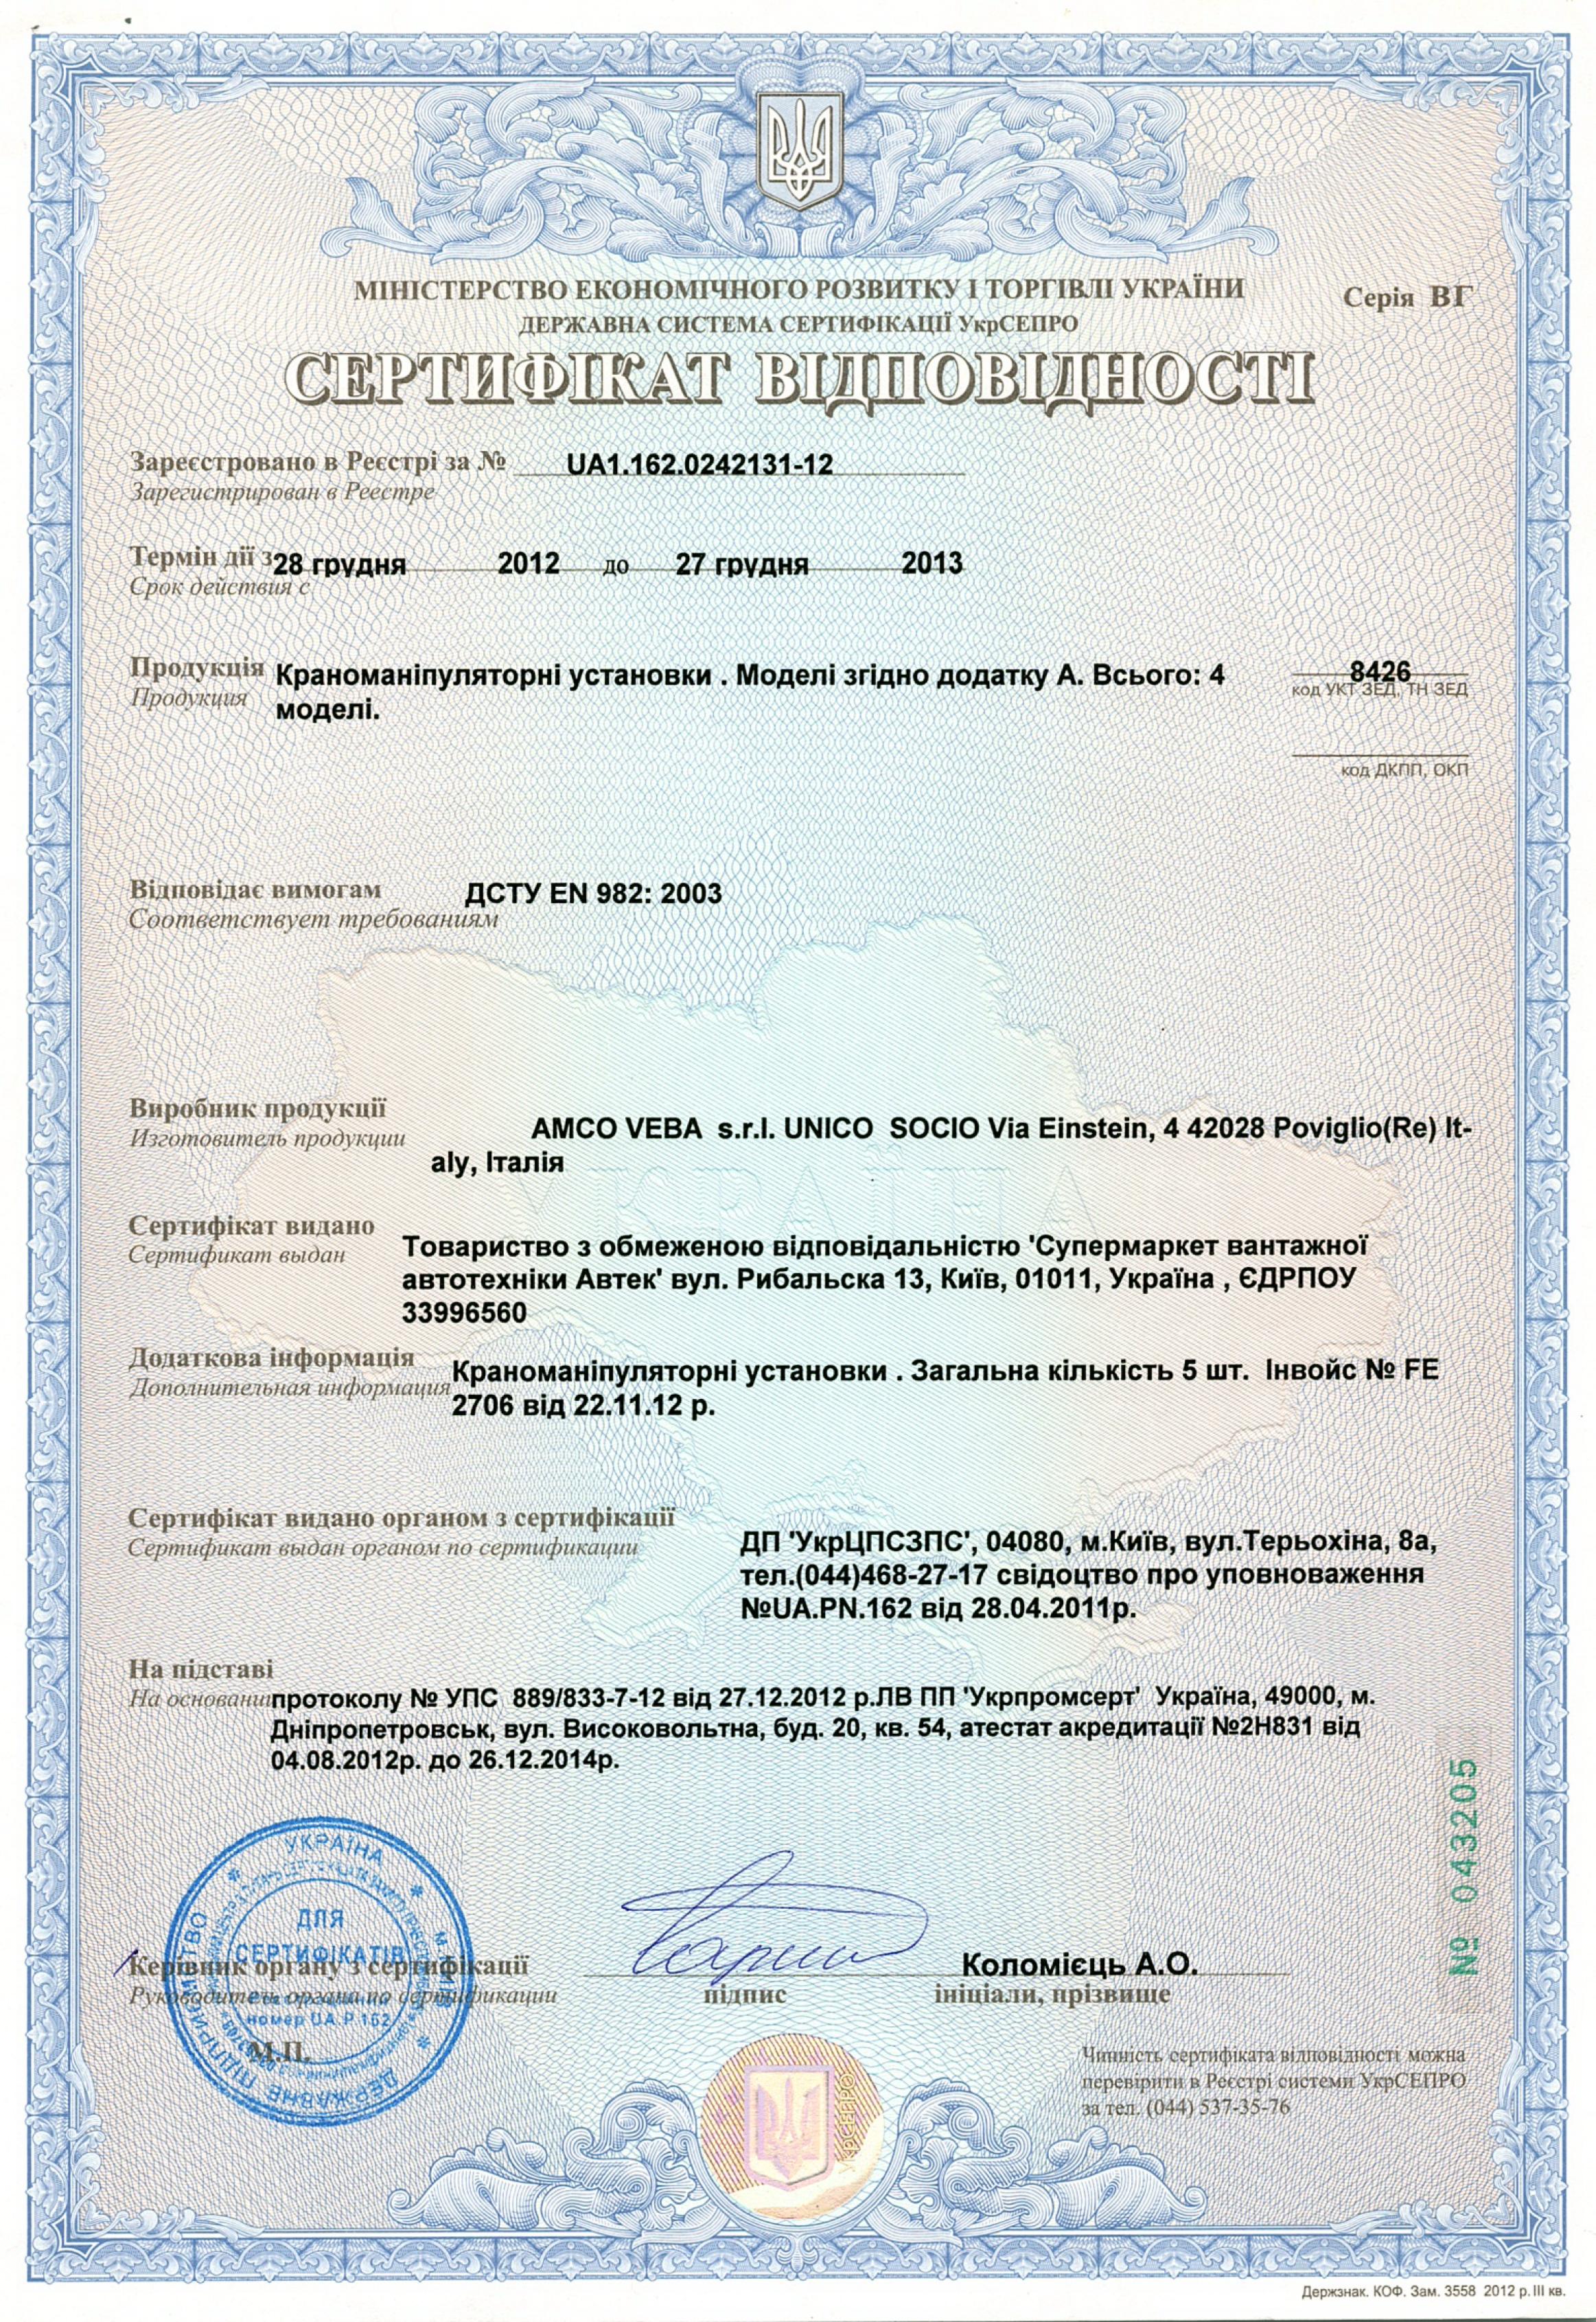 МІНІСТЕРСТВО ЕКОНОМІЧНОГО РОЗВИТКУ І ТОРГІВЛІ УКРАЇНИ
Серія ВГ
ДЕРЖАВНА СИСТЕМА СЕРТИФІКАЦІЇ УкрСЕПРО
СЕРТИФІКАТ ВІДПОВІДНОСТІ
Зареєстровано в Реєстрі за № UA1.162.0242131-12
Зарегистрирован в Реестре
Термін дії з 28 грудня 2012 до 27 грудня 2013
Срок действия с
Продукція Краноманіпуляторні установки . Моделі згідно додатку А. Всього: 4 8426
Продукция моделі. код УКТ ЗЕД, ТН ЗЕД
код ДКПП, ОКП
Відповідає вимогам ДСТУ EN 982: 2003
Соответствует требованиям
Виробник продукції
Изготовитель продукции AMCO VEBA s.r.l. UNICO SOCIO Via Einstein, 4 42028 Poviglio(Re) It-
aly, Італія
УКРАЇНА
Сертифікат видано
Сертификат выдан Товариство з обмеженою відповідальністю 'Супермаркет вантажної
автотехніки Автек' вул. Рибальска 13, Київ, 01011, Україна , ЄДРПОУ
33996560
Додаткова інформація Краноманіпуляторні установки . Загальна кількість 5 шт. Інвойс № FE
Дополнительная информация 2706 від 22.11.12 р.
Сертифікат видано органом з сертифікації
Сертификат выдан органом по сертификации ДП 'УкрЦПСЗПС', 04080, м.Київ, вул.Терьохіна, 8а,
тел.(044)468-27-17 свідоцтво про уповноваження
№UA.PN.162 від 28.04.2011р.
На підставі
На основании протоколу № УПС 889/833-7-12 від 27.12.2012 р.ЛВ ПП 'Укрпромсерт' Україна, 49000, м.
Дніпропетровськ, вул. Високовольтна, буд. 20, кв. 54, атестат акредитації №2Н831 від
04.08.2012р. до 26.12.2014р.
№ 043205
УКРАЇНА
м.Київ
ДЕРЖАВНЕ ПІДПРИЄМСТВО
ДЛЯ
СЕРТИФІКАТІВ
номер UA.P.162
Керівник органу з сертифікації Коломієць А.О.
Руководитель органа по сертификации підпис ініціали, прізвище
М.П.
Чинність сертифіката відповідності можна
перевірити в Реєстрі системи УкрСЕПРО
за тел. (044) 537-35-76
УКРСЕПРО
Держзнак. КОФ. Зам. 3558 2012 р. III кв.